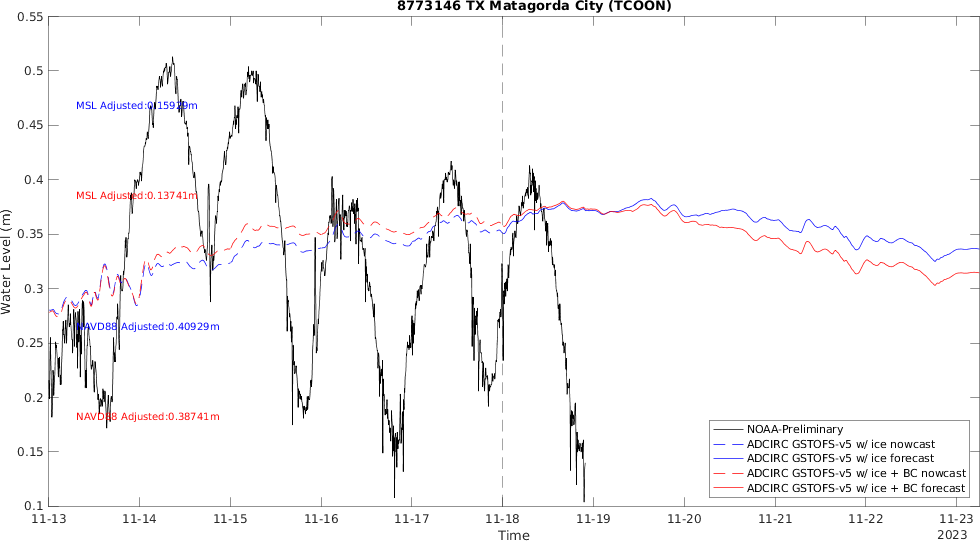 8773146 TX Matagorda City (TCOON)
0.55
0.5
0.45
0.4
0.35
0.3
0.25
0.2
0.15
0.1
Water Level (m)
MSL Adjusted:0.15929m
MSL Adjusted:0.13741m
NAVD88 Adjusted:0.40929m
NAVD88 Adjusted:0.38741m
NOAA-Preliminary
ADCIRC GSTOFS-v5 w/ ice nowcast
ADCIRC GSTOFS-v5 w/ ice forecast
ADCIRC GSTOFS-v5 w/ ice + BC nowcast
ADCIRC GSTOFS-v5 w/ ice + BC forecast
11-13 11-14 11-15 11-16 11-17 11-18 11-19 11-20 11-21 11-22 11-23
2023
Time